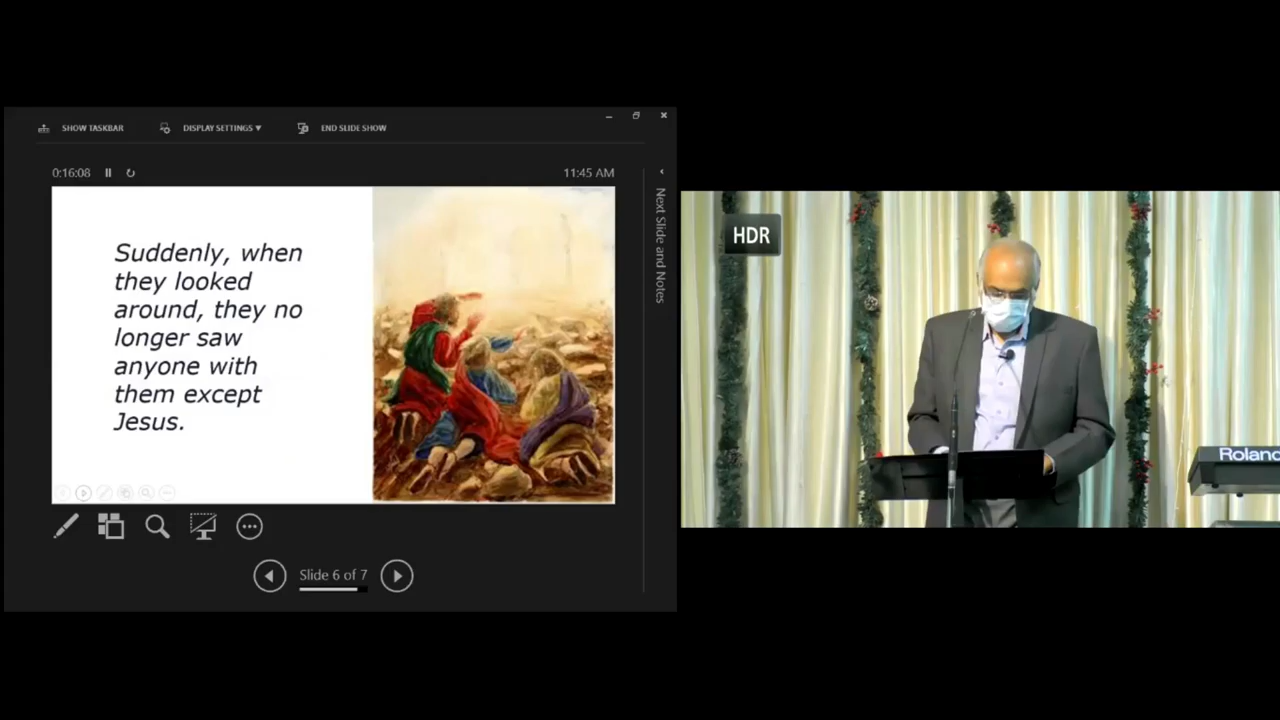 SHOW TASKBAR
DISPLAY SETTINGS ▼
END SLIDE SHOW
0:16:08
11:45 AM
Next Slide and Notes
Suddenly, when
they looked
around, they no
longer saw
anyone with
them except
Jesus.
Slide 6 of 7
HDR
Roland